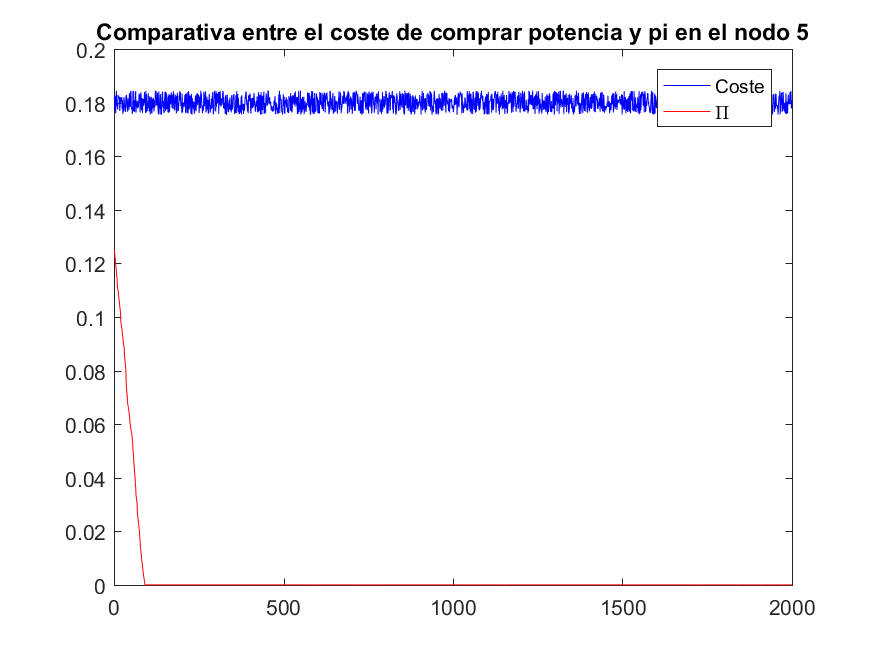 Comparativa entre el coste de comprar potencia y pi en el nodo 5
0.2
0.18
0.16
0.14
0.12
0.1
0.08
0.06
0.04
0.02
0
Coste
Π
0 500 1000 1500 2000